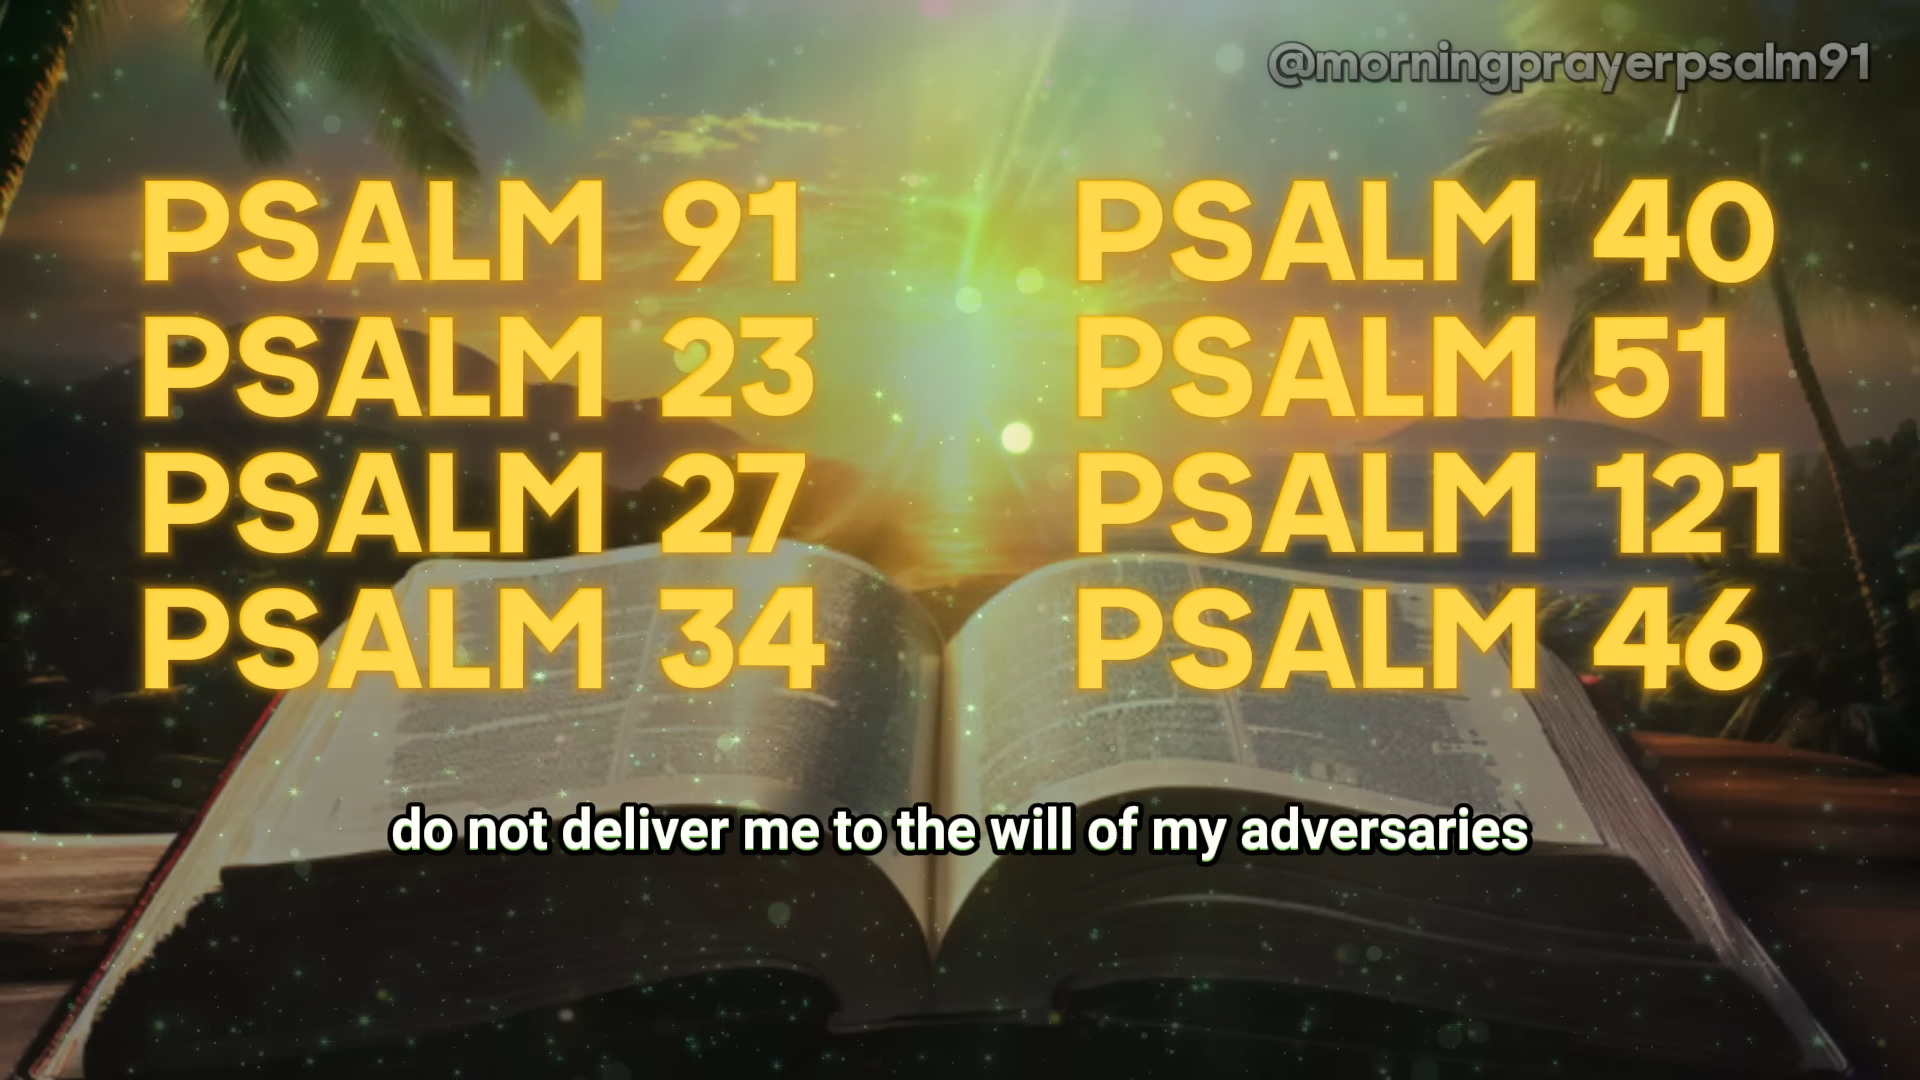 @morningprayerpsalm91
PSALM 91
PSALM 23
PSALM 27
PSALM 34
PSALM 40
PSALM 51
PSALM 121
PSALM 46
do not deliver me to the will of my adversaries